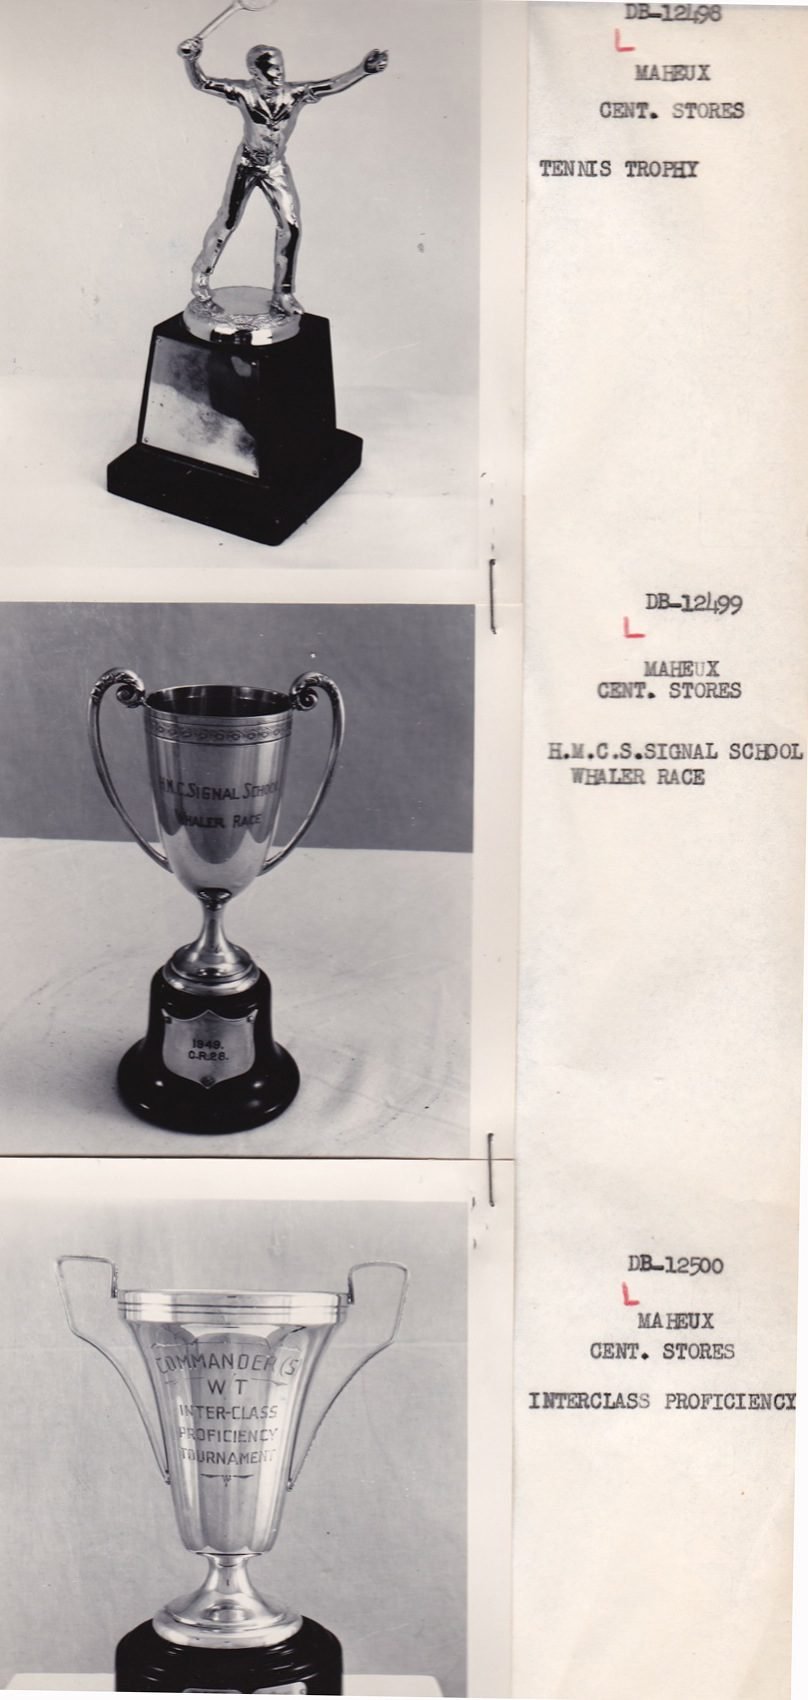 DB-12498
L
MAHEUX
CENT. STORES
TENNIS TROPHY
DB-12499
L
MAHEUX
CENT. STORES
H.M.C.S.SIGNAL SCHOOL
WHALER RACE
H.M.C.SIGNAL SCHOOL
WHALER RACE
1949.
C.R.28.
DB-12500
L
MAHEUX
CENT. STORES
INTERCLASS PROFICIENCY
COMMANDER (S
W T
INTER-CLASS
PROFICIENCY
TOURNAMENT